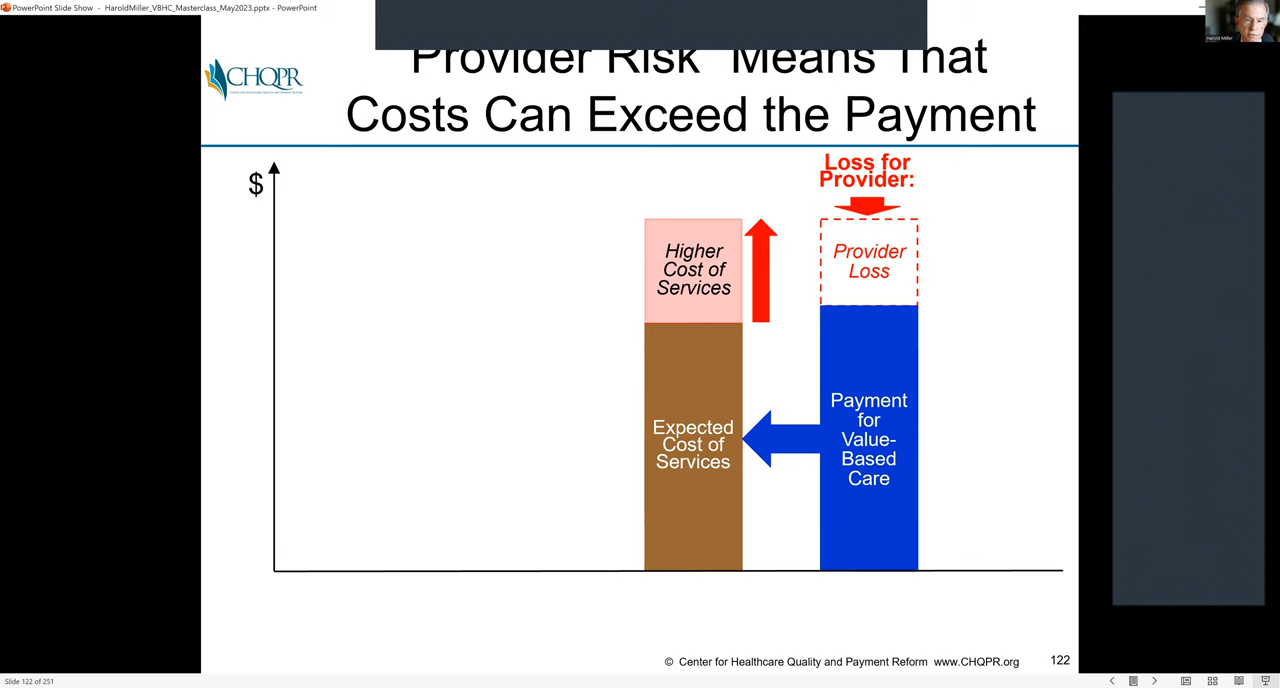 PowerPoint Slide Show - HaroldMiller_VBHC_Masterclass_May2023.pptx - PowerPoint
Harold Miller
CHQPR
Provider Risk" Means That
Costs Can Exceed the Payment
$
Loss for
Provider:
Higher
Cost of
Services
Provider
Loss
Expected
Cost of
Services
Payment
for
Value-
Based
Care
© Center for Healthcare Quality and Payment Reform www.CHQPR.org
122
Slide 122 of 251